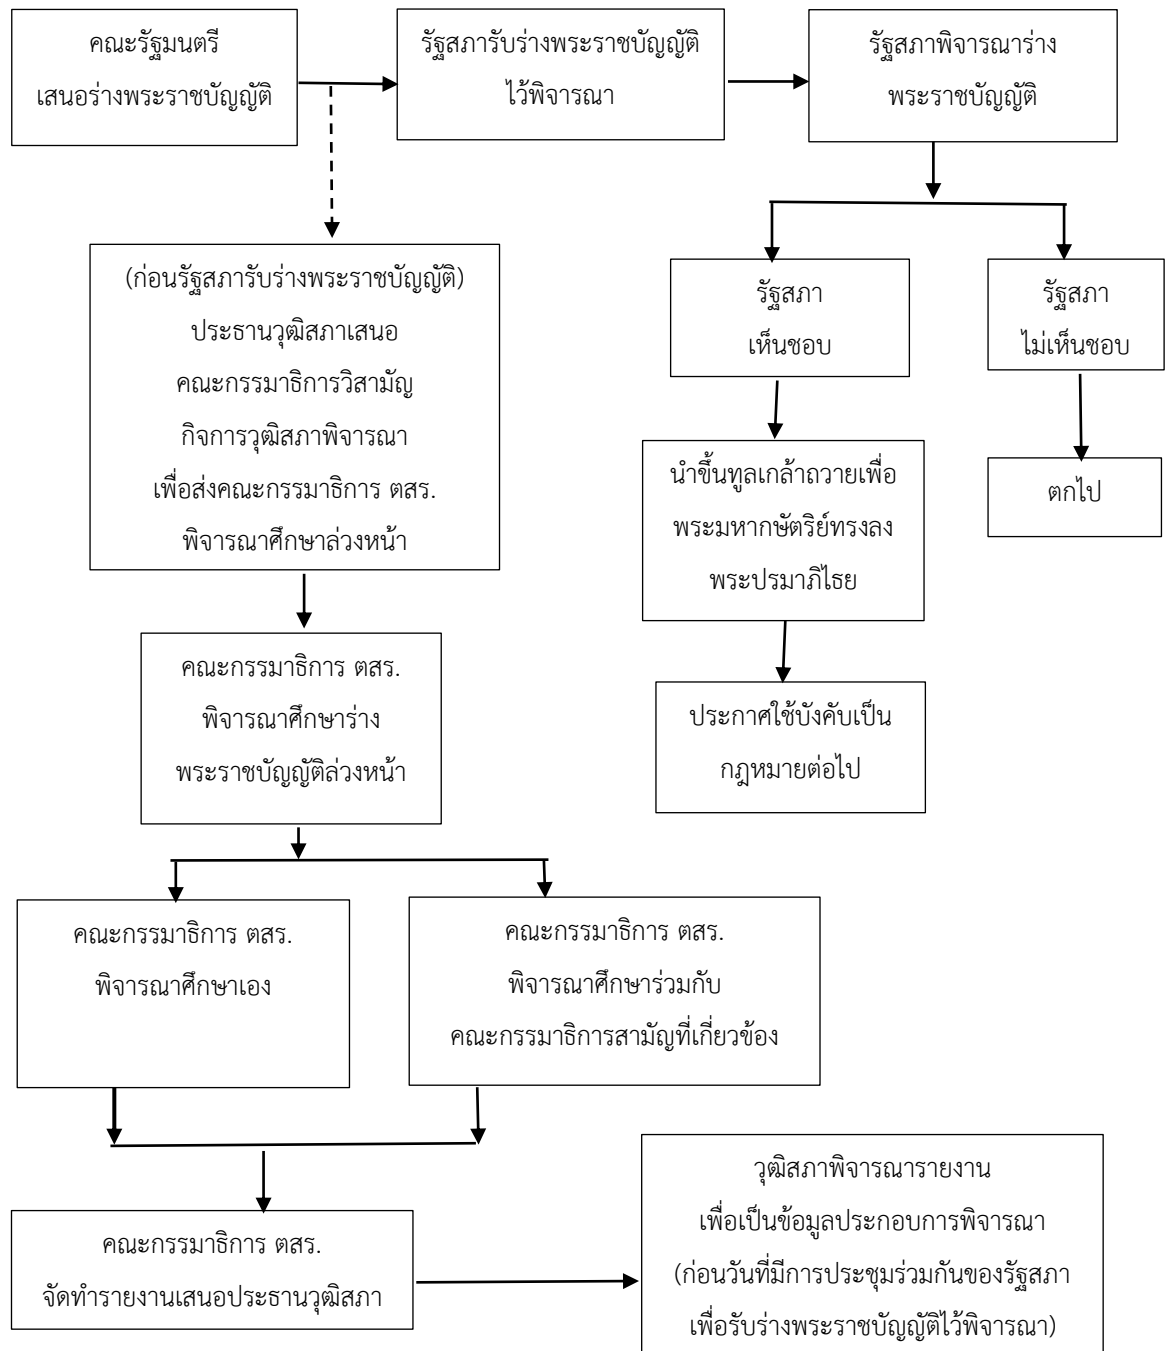 คณะรัฐมนตรี
เสนอร่างพระราชบัญญัติ
รัฐสภารับร่างพระราชบัญญัติ
ไว้พิจารณา
รัฐสภาพิจารณาร่าง
พระราชบัญญัติ
(ก่อนรัฐสภารับร่างพระราชบัญญัติ)
ประธานวุฒิสภาเสนอ
คณะกรรมาธิการวิสามัญ
กิจการวุฒิสภาพิจารณา
เพื่อส่งคณะกรรมาธิการ ตสร.
พิจารณาศึกษาล่วงหน้า
รัฐสภา
เห็นชอบ
รัฐสภา
ไม่เห็นชอบ
นำขึ้นทูลเกล้าถวายเพื่อ
พระมหากษัตริย์ทรงลง
พระปรมาภิไธย
ตกไป
คณะกรรมาธิการ ตสร.
พิจารณาศึกษาร่าง
พระราชบัญญัติล่วงหน้า
ประกาศใช้บังคับเป็น
กฎหมายต่อไป
คณะกรรมาธิการ ตสร.
พิจารณาศึกษาเอง
คณะกรรมาธิการ ตสร.
พิจารณาศึกษาร่วมกับ
คณะกรรมาธิการสามัญที่เกี่ยวข้อง
คณะกรรมาธิการ ตสร.
จัดทำรายงานเสนอประธานวุฒิสภา
วุฒิสภาพิจารณารายงาน
เพื่อเป็นข้อมูลประกอบการพิจารณา
(ก่อนวันที่มีการประชุมร่วมกันของรัฐสภา
เพื่อรับร่างพระราชบัญญัติไว้พิจารณา)